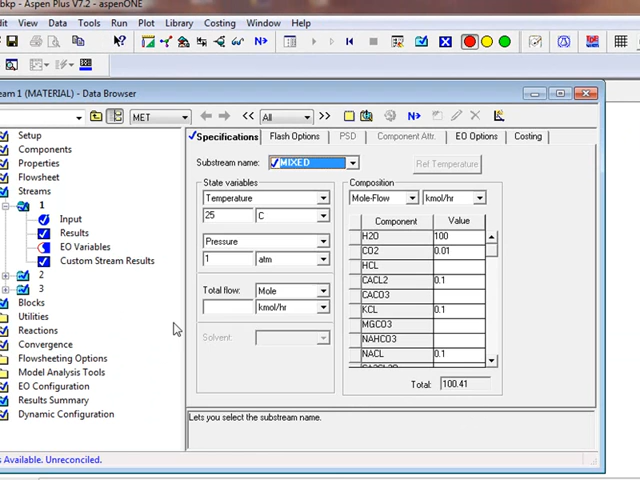 bkp - Aspen Plus V7.2 - aspenONE
View Data Tools Run Plot Library Costing Window Help
N»
Stream 1 (MATERIAL) - Data Browser
MET
<<
All
>>
N»
Setup
Components
Properties
Flowsheet
Streams
1
Input
Results
EO Variables
Custom Stream Results
2
3
Blocks
Utilities
Reactions
Convergence
Flowsheeting Options
Model Analysis Tools
EO Configuration
Results Summary
Dynamic Configuration
Specifications
Flash Options
PSD
Component Attr.
EO Options
Costing
Substream name:
MIXED
Ref Temperature
State variables
Temperature
25 C
Pressure
1 atm
Total flow: Mole
kmol/hr
Solvent:
Composition
Mole-Flow kmol/hr
Component Value
H2O 100
CO2 0.01
HCL
CACL2 0.1
CACO3
KCL 0.1
MGCO3
NAHCO3
NACL 0.1
Total: 100.41
Lets you select the substream name.
s Available. Unreconciled.